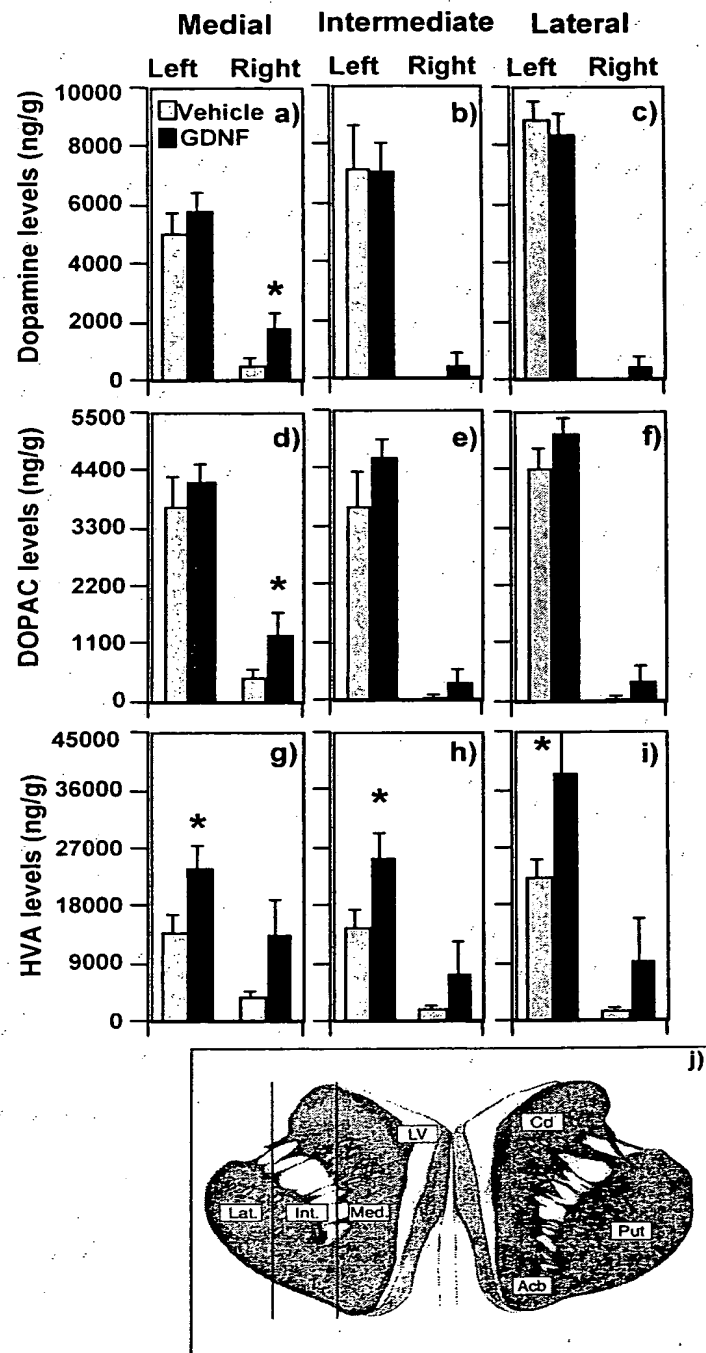 Medial Intermediate Lateral
Left Right Left Right Left Right
Dopamine levels (ng/g)
10000
8000
6000
4000
2000
0
Vehicle
GDNF
a)
*
b)
c)
DOPAC levels (ng/g)
5500
4400
3300
2200
1100
0
d)
*
e)
f)
HVA levels (ng/g)
45000
36000
27000
18000
9000
0
g)
*
h)
*
i)
*
j)
LV
Cd
Lat. Int. Med.
Put
Acb